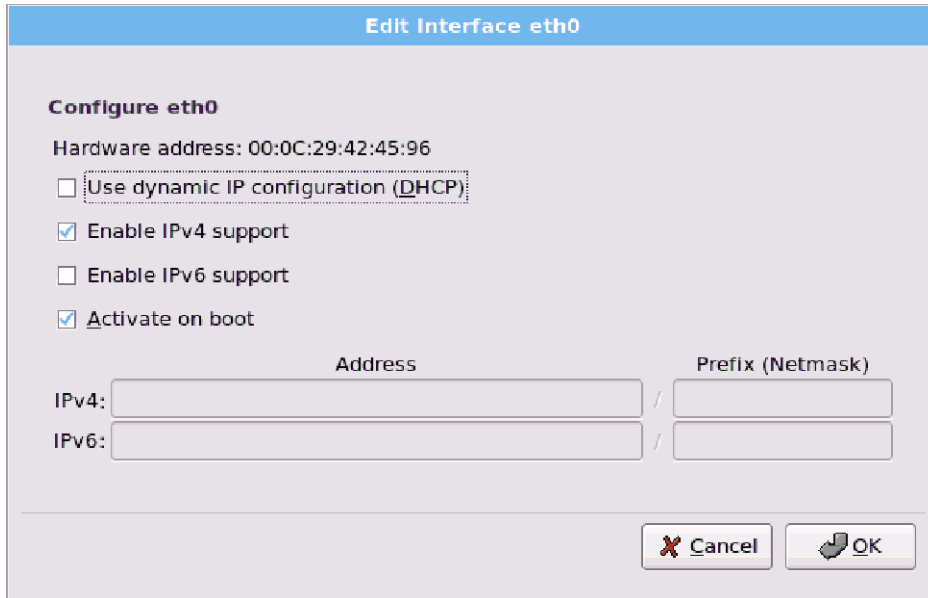 Edit Interface eth0
Configure eth0
Hardware address: 00:0C:29:42:45:96
Use dynamic IP configuration (DHCP)
Enable IPv4 support
Enable IPv6 support
Activate on boot
Address Prefix (Netmask)
IPv4: /
IPv6: /
Cancel OK